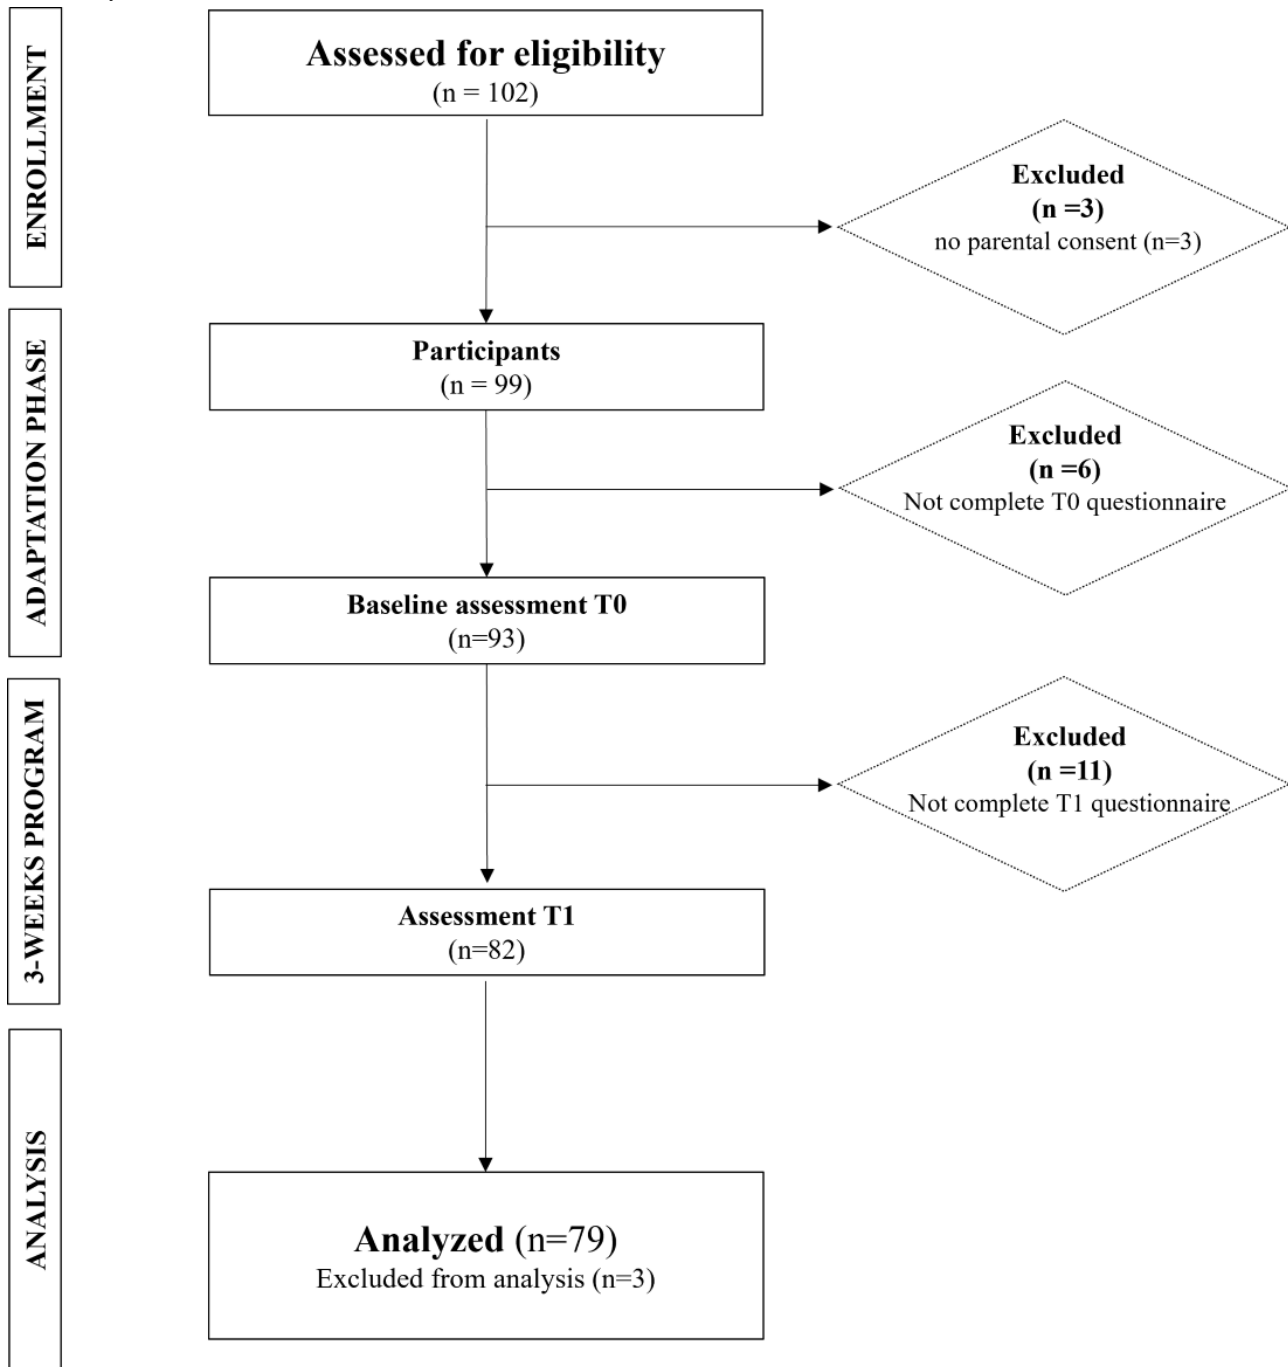 ENROLLMENT
Assessed for eligibility
(n = 102)
Excluded
(n =3)
no parental consent (n=3)
ADAPTATION PHASE
Participants
(n = 99)
Excluded
(n =6)
Not complete T0 questionnaire
Baseline assessment T0
(n=93)
3-WEEKS PROGRAM
Excluded
(n =11)
Not complete T1 questionnaire
Assessment T1
(n=82)
ANALYSIS
Analyzed (n=79)
Excluded from analysis (n=3)